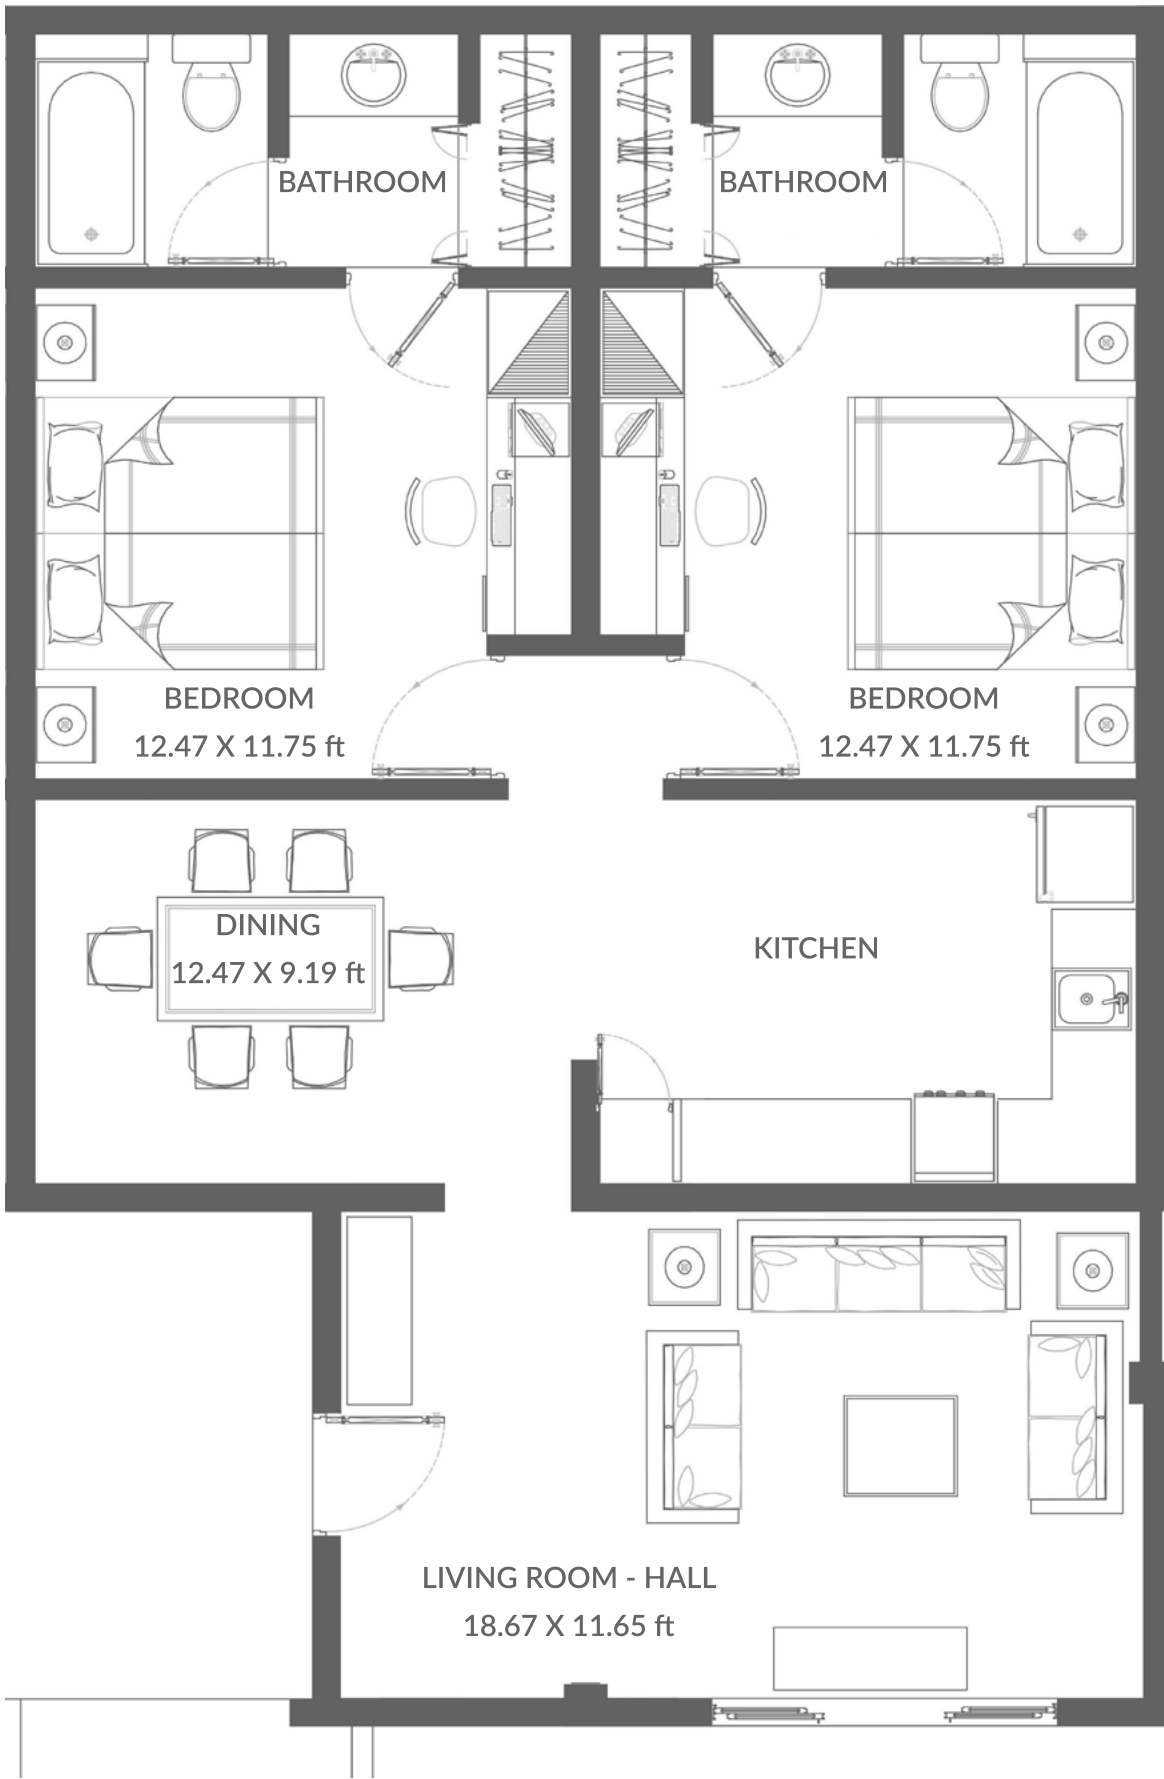 BATHROOM
BATHROOM
BEDROOM
12.47 X 11.75 ft
BEDROOM
12.47 X 11.75 ft
DINING
12.47 X 9.19 ft
KITCHEN
LIVING ROOM - HALL
18.67 X 11.65 ft